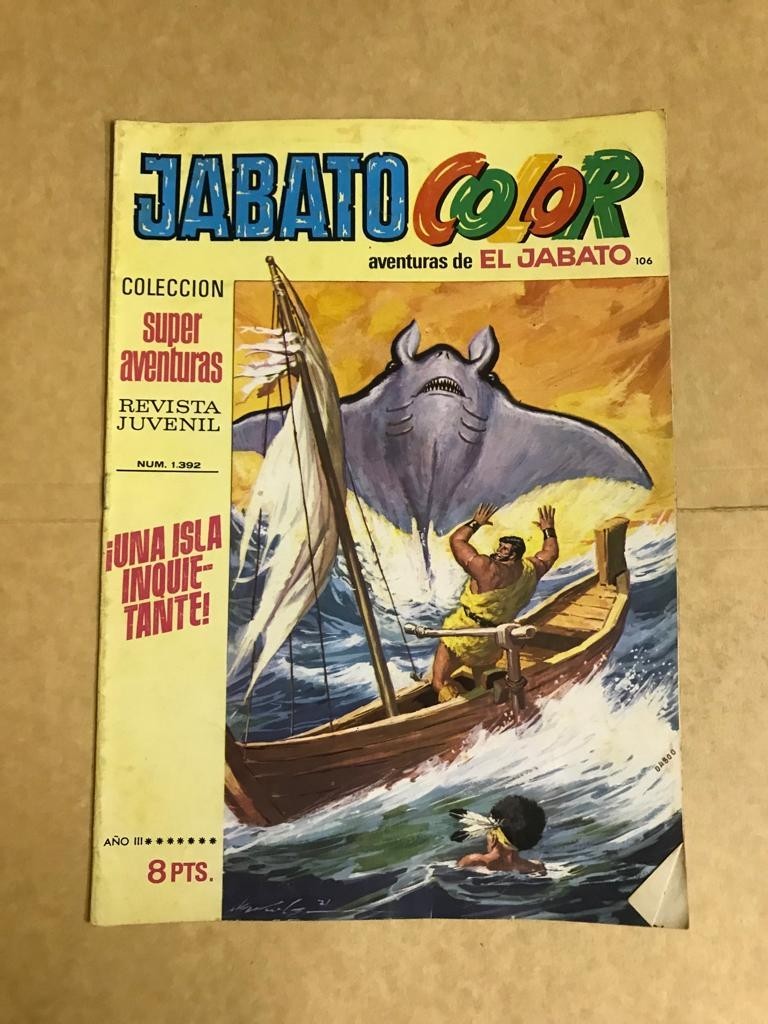 JABATO COLOR
aventuras de EL JABATO 106
COLECCION
super
aventuras
REVISTA
JUVENIL
NUM. 1.392
¡UNA ISLA
INQUIE-
TANTE!
DABOO
AÑO III*******
8 PTS.